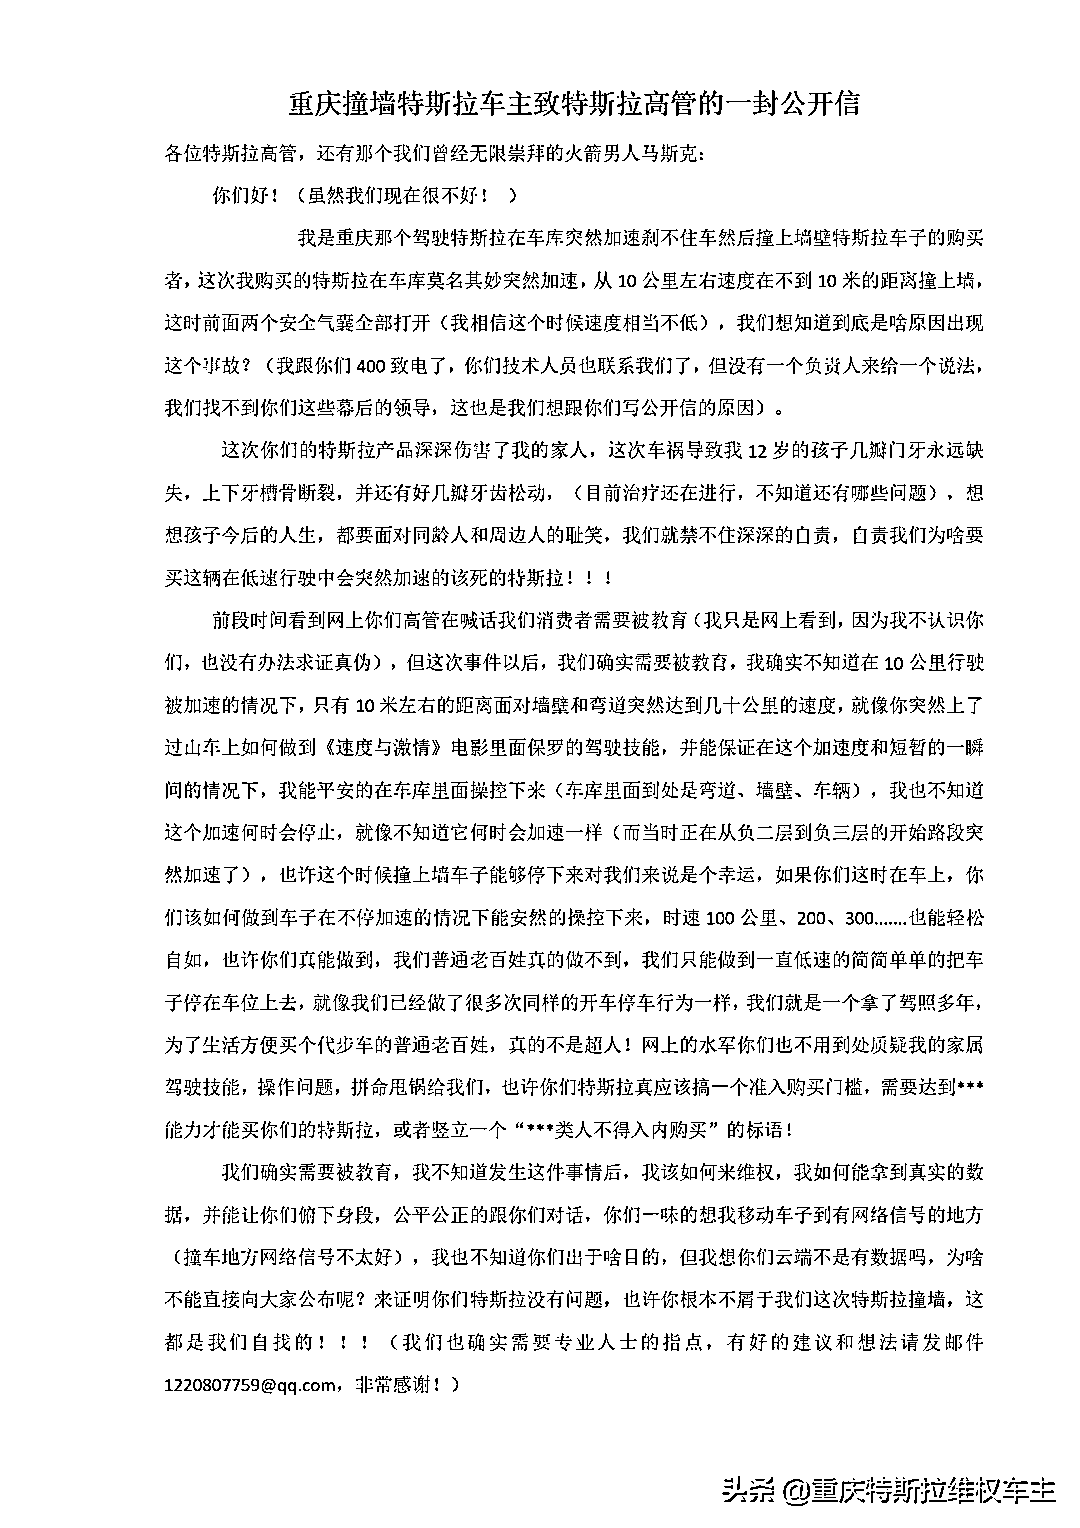 重庆撞墙特斯拉车主致特斯拉高管的一封公开信
各位特斯拉高管，还有那个我们曾经无限崇拜的火箭男人马斯克：
你们好！（虽然我们现在很不好！ ）
我是重庆那个驾驶特斯拉在车库突然加速刹不住车然后撞上墙壁特斯拉车子的购买
者，这次我购买的特斯拉在车库莫名其妙突然加速，从 10 公里左右速度在不到 10 米的距离撞上墙，
这时前面两个安全气囊全部打开（我相信这个时候速度相当不低），我们想知道到底是啥原因出现
这个事故？（我跟你们 400 致电了，你们技术人员也联系我们了，但没有一个负责人来给一个说法，
我们找不到你们这些幕后的领导，这也是我们想跟你们写公开信的原因）。
这次你们的特斯拉产品深深伤害了我的家人，这次车祸导致我 12 岁的孩子几瓣门牙永远缺
失，上下牙槽骨断裂，并还有好几瓣牙齿松动，（目前治疗还在进行，不知道还有哪些问题），想
想孩子今后的人生，都要面对同龄人和周边人的耻笑，我们就禁不住深深的自责，自责我们为啥要
买这辆在低速行驶中会突然加速的该死的特斯拉！！！
前段时间看到网上你们高管在喊话我们消费者需要被教育（我只是网上看到，因为我不认识你
们，也没有办法求证真伪），但这次事件以后，我们确实需要被教育，我确实不知道在 10 公里行驶
被加速的情况下，只有 10 米左右的距离面对墙壁和弯道突然达到几十公里的速度，就像你突然上了
过山车上如何做到《速度与激情》电影里面保罗的驾驶技能，并能保证在这个加速度和短暂的一瞬
间的情况下，我能平安的在车库里面操控下来（车库里面到处是弯道、墙壁、车辆），我也不知道
这个加速何时会停止，就像不知道它何时会加速一样（而当时正在从负二层到负三层的开始路段突
然加速了），也许这个时候撞上墙车子能够停下来对我们来说是个幸运，如果你们这时在车上，你
们该如何做到车子在不停加速的情况下能安然的操控下来，时速 100 公里、200、300.......也能轻松
自如，也许你们真能做到，我们普通老百姓真的做不到，我们只能做到一直低速的简简单单的把车
子停在车位上去，就像我们已经做了很多次同样的开车停车行为一样，我们就是一个拿了驾照多年，
为了生活方便买个代步车的普通老百姓，真的不是超人！网上的水军你们也不用到处质疑我的家属
驾驶技能，操作问题，拼命甩锅给我们，也许你们特斯拉真应该搞一个准入购买门槛，需要达到***
能力才能买你们的特斯拉，或者竖立一个“***类人不得入内购买”的标语！
我们确实需要被教育，我不知道发生这件事情后，我该如何来维权，我如何能拿到真实的数
据，并能让你们俯下身段，公平公正的跟你们对话，你们一味的想我移动车子到有网络信号的地方
（撞车地方网络信号不太好），我也不知道你们出于啥目的，但我想你们云端不是有数据吗，为啥
不能直接向大家公布呢？来证明你们特斯拉没有问题，也许你根本不屑于我们这次特斯拉撞墙，这
都是我们自找的！！！（我们也确实需要专业人士的指点，有好的建议和想法请发邮件
1220807759@qq.com，非常感谢！）
头条 @重庆特斯拉维权车主